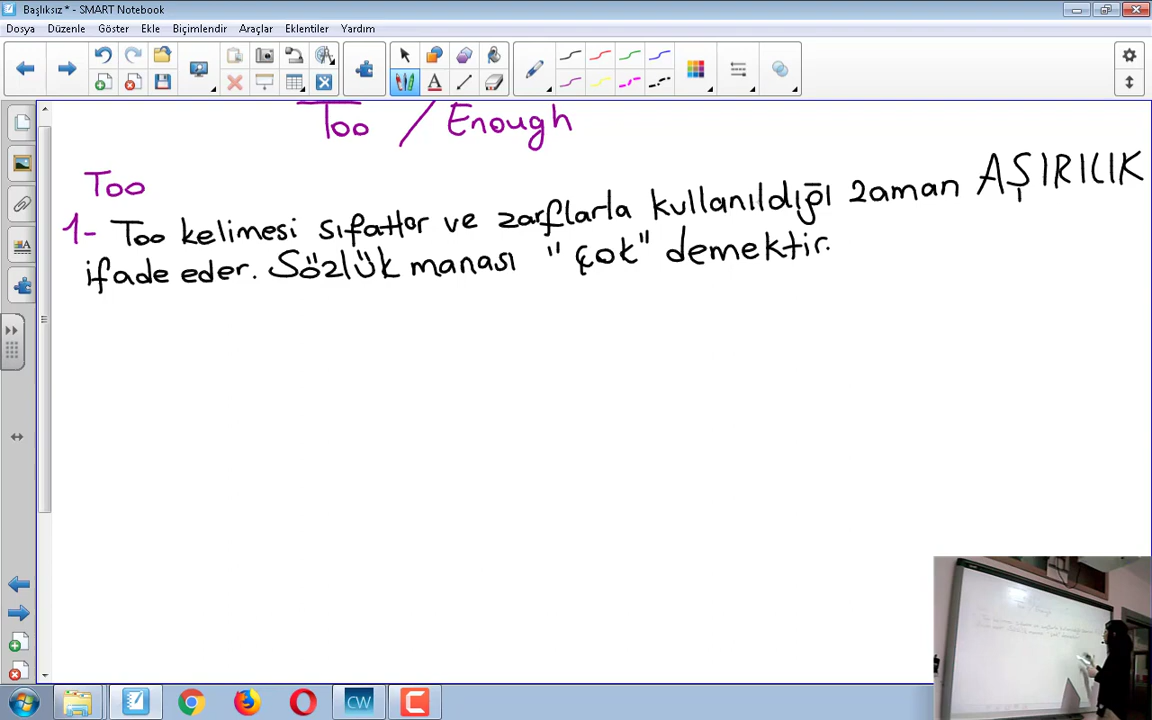 Başlıksız * - SMART Notebook
Dosya Düzenle Göster Ekle Biçimlendir Araçlar Eklentiler Yardım
Too / Enough
Too
1- Too kelimesi sıfatlar ve zarflarla kullanıldığı zaman AŞIRILIK
ifade eder. Sözlük manası "çok" demektir.
CW